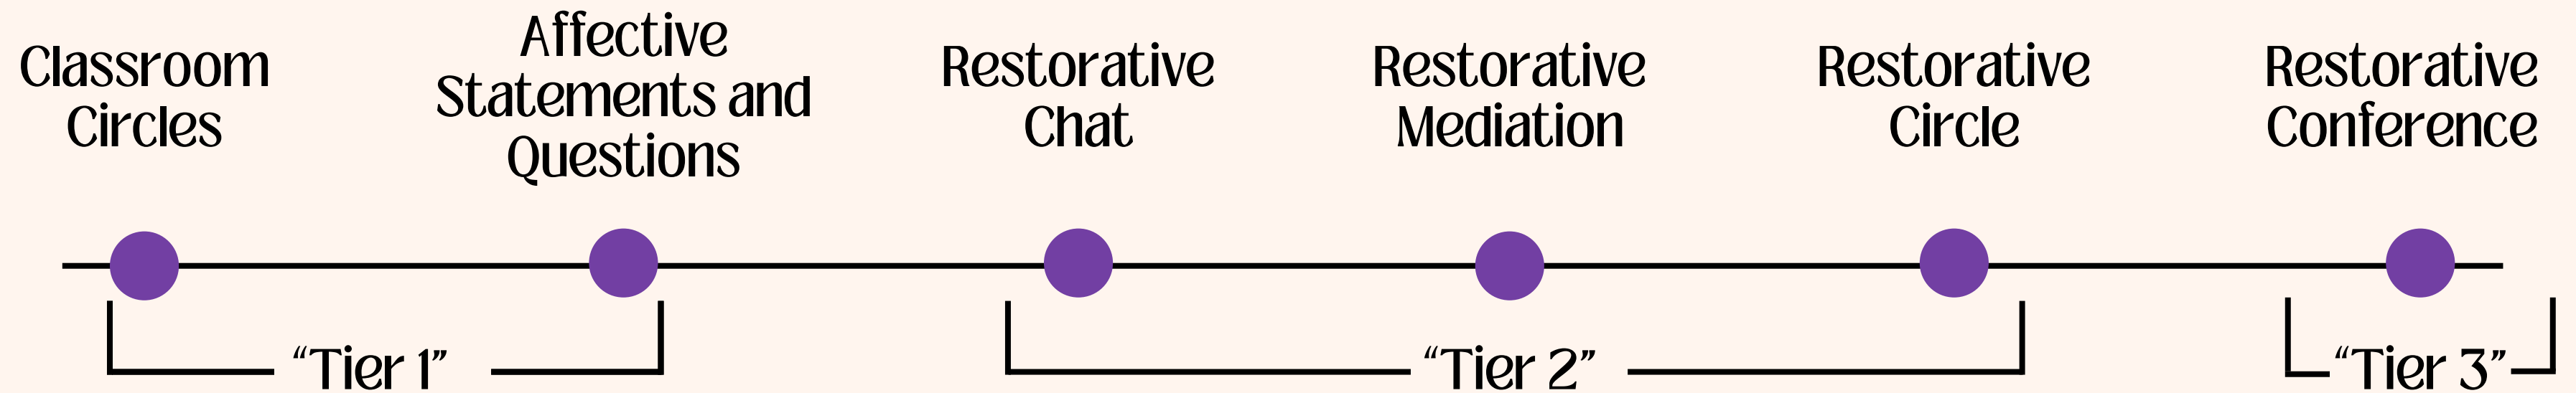 Classroom
Circles
Affective
Statements and
Questions
Restorative
Chat
Restorative
Mediation
Restorative
Circle
Restorative
Conference
“Tier 1”
“Tier 2”
“Tier 3”